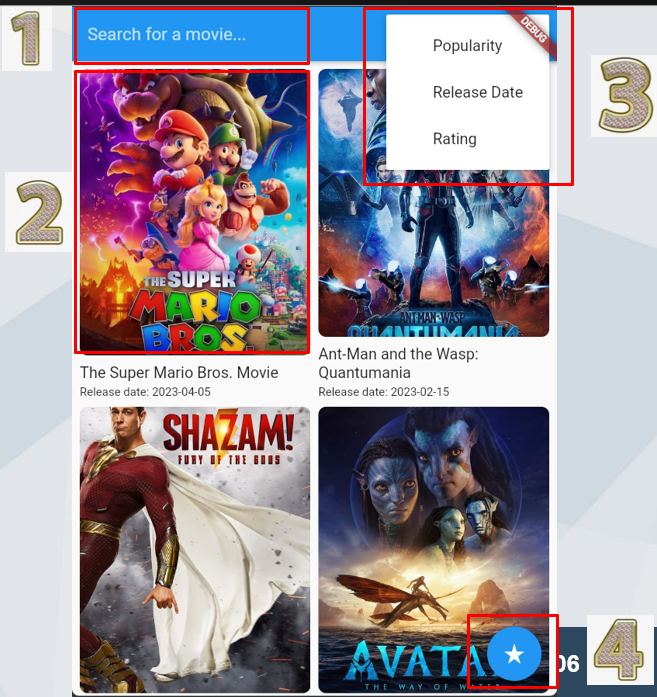 1
Search for a movie...
DEBUG
Popularity
Release Date
Rating
3
2
THE SUPER
MARIO
BROS.
ANT-MAN AND WASP
QUANTUMANIA
The Super Mario Bros. Movie
Release date: 2023-04-05
Ant-Man and the Wasp:
Quantumania
Release date: 2023-02-15
SHAZAM!
FURY OF THE GODS
AVATA
THE WAY OF WATER
06
4